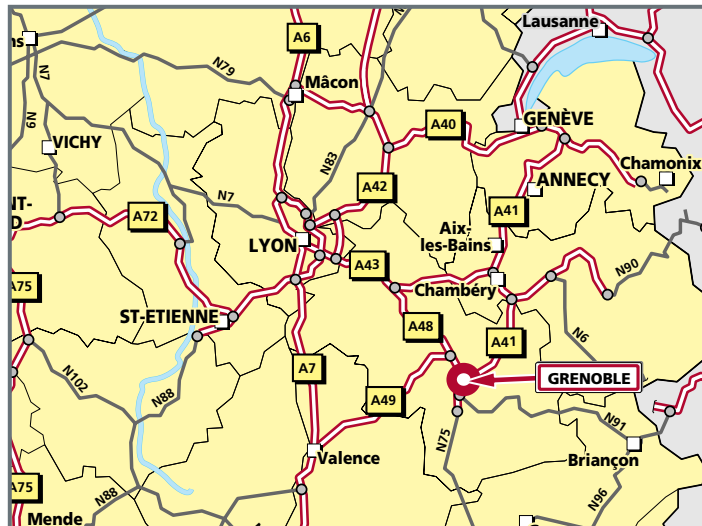 Lausanne
ns
A6
N79
N7
Mâcon
GENÈVE
A40
N9
VICHY
N83
Chamonix
A42
ANNECY
N7
NT-
D
A72
A41
LYON
Aix-
les-Bains
A43
N90
A75
Chambéry
ST-ETIENNE
A48
A41
N6
N102
A7
GRENOBLE
N88
A49
N91
N75
Valence
Briançon
A75
N88
N96
Mende